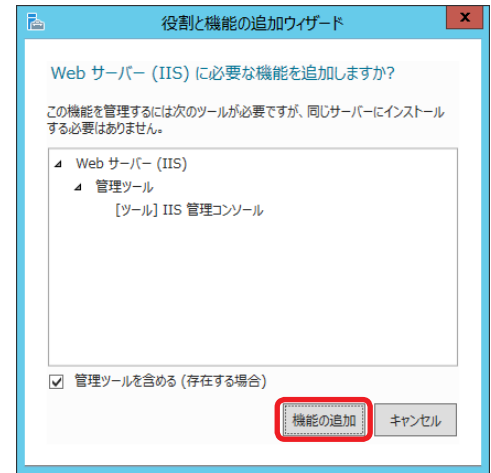 役割と機能の追加ウィザード
x
Web サーバー (IIS) に必要な機能を追加しますか?
この機能を管理するには次のツールが必要ですが、同じサーバーにインストール
する必要はありません。
Web サーバー (IIS)
管理ツール
[ツール] IIS 管理コンソール
管理ツールを含める (存在する場合)
機能の追加 キャンセル